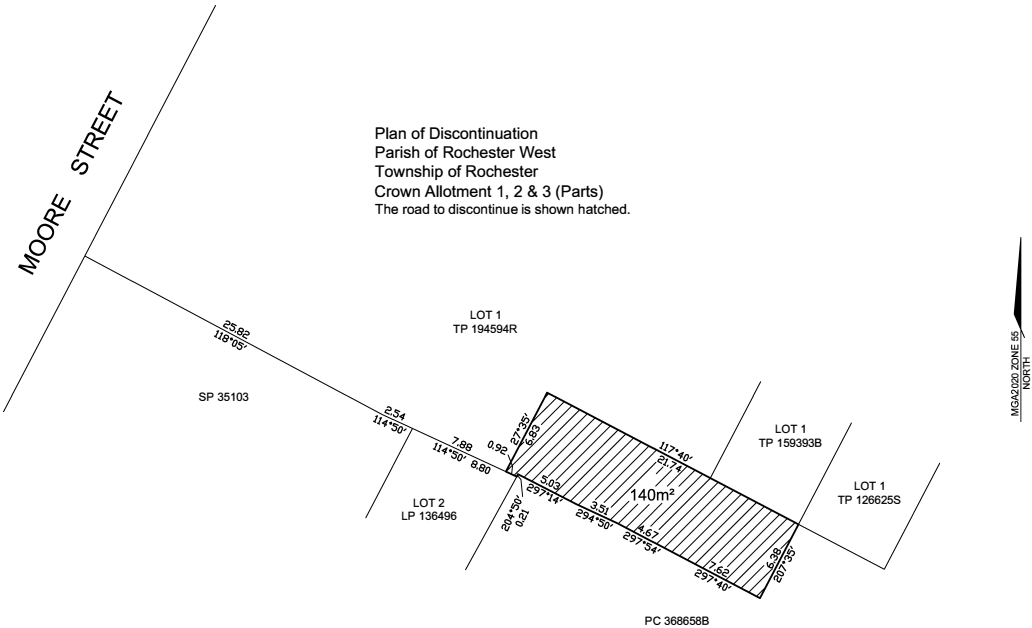 MOORE STREET
Plan of Discontinuation
Parish of Rochester West
Township of Rochester
Crown Allotment 1, 2 & 3 (Parts)
The road to discontinue is shown hatched.
MGA2020 ZONE 55
NORTH
LOT 1
TP 194594R
25.82
118°05'
SP 35103
2.54
114°50'
7.88
114°50' 8.80
0.92
27°35'
6.83
117°40'
21.74
LOT 1
TP 159393B
LOT 1
TP 126625S
LOT 2
LP 136496
204°50'
0.21
5.03
297°14'
3.51
294°50'
4.67
297°54'
7.62
297°40'
140m²
6.38
207°35'
PC 368658B